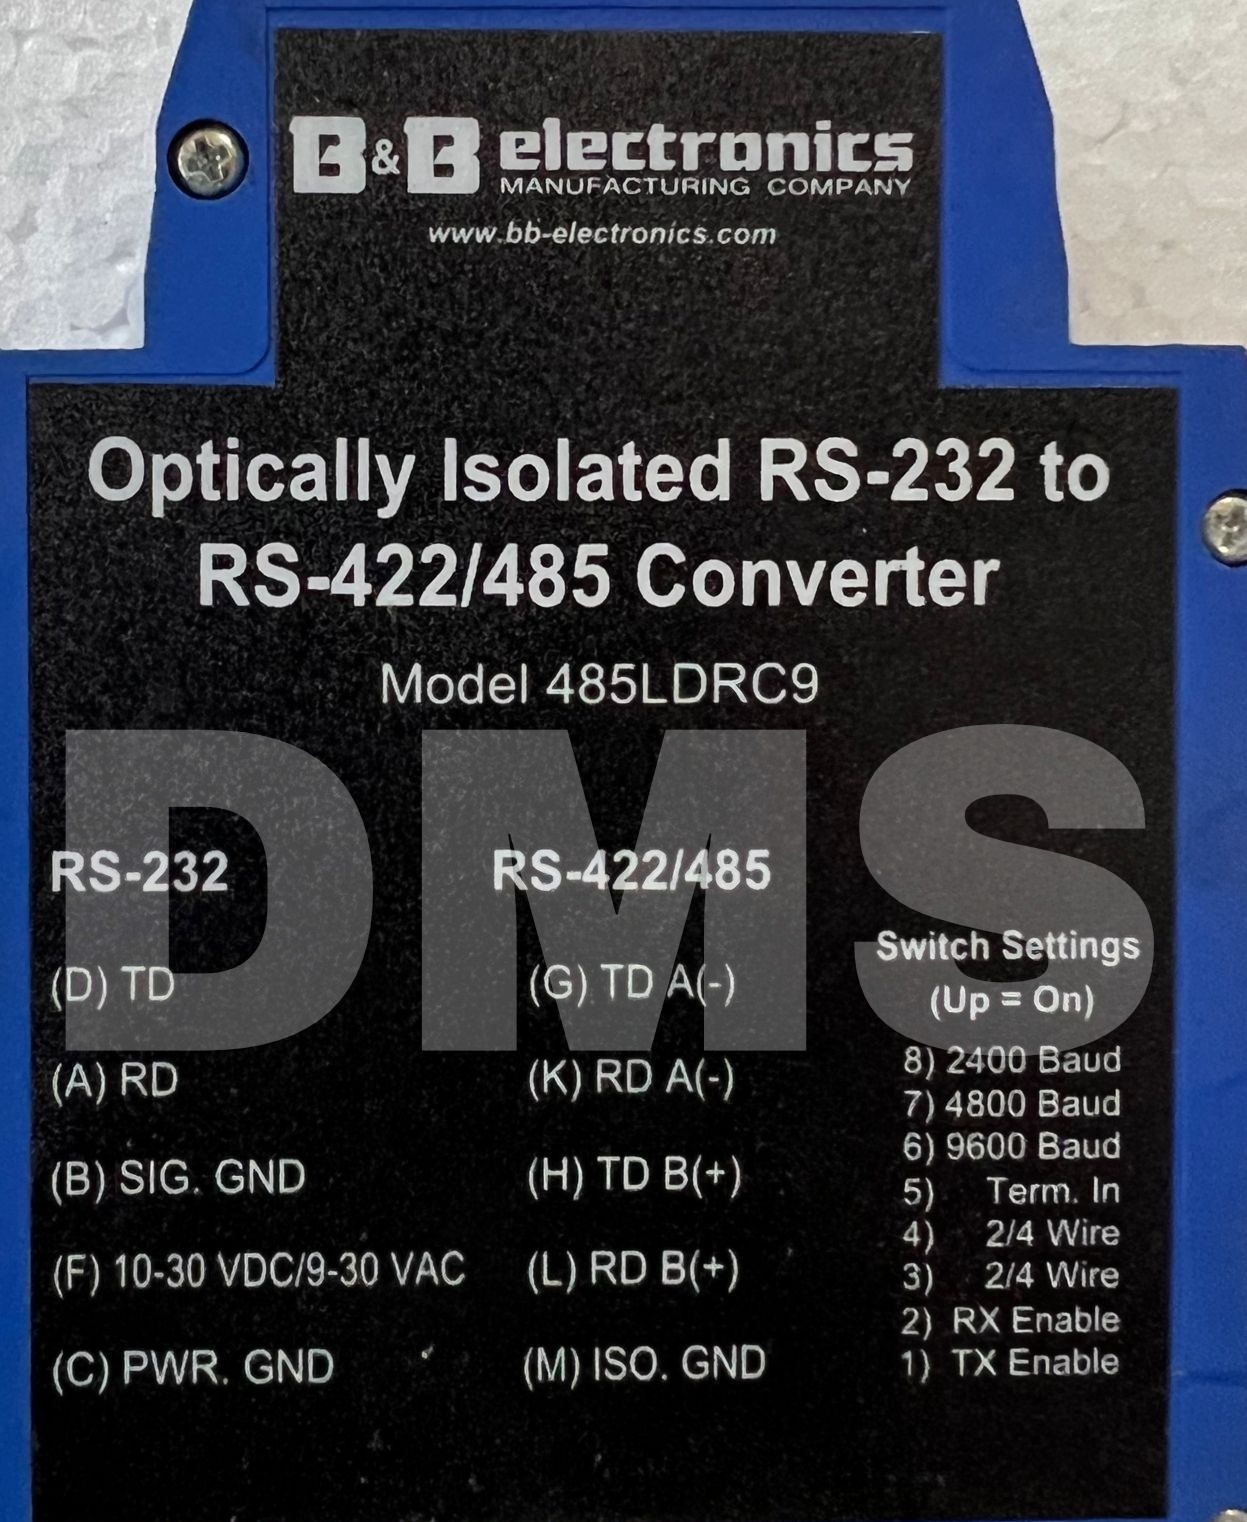 B&B electronics
MANUFACTURING COMPANY
www.bb-electronics.com
Optically Isolated RS-232 to
RS-422/485 Converter
Model 485LDRC9
DMS
RS-232
(D) TD
(A) RD
(B) SIG. GND
(F) 10-30 VDC/9-30 VAC
(C) PWR. GND
RS-422/485
(G) TD A(-)
(K) RD A(-)
(H) TD B(+)
(L) RD B(+)
(M) ISO. GND
Switch Settings
(Up = On)
8) 2400 Baud
7) 4800 Baud
6) 9600 Baud
5) Term. In
4) 2/4 Wire
3) 2/4 Wire
2) RX Enable
1) TX Enable